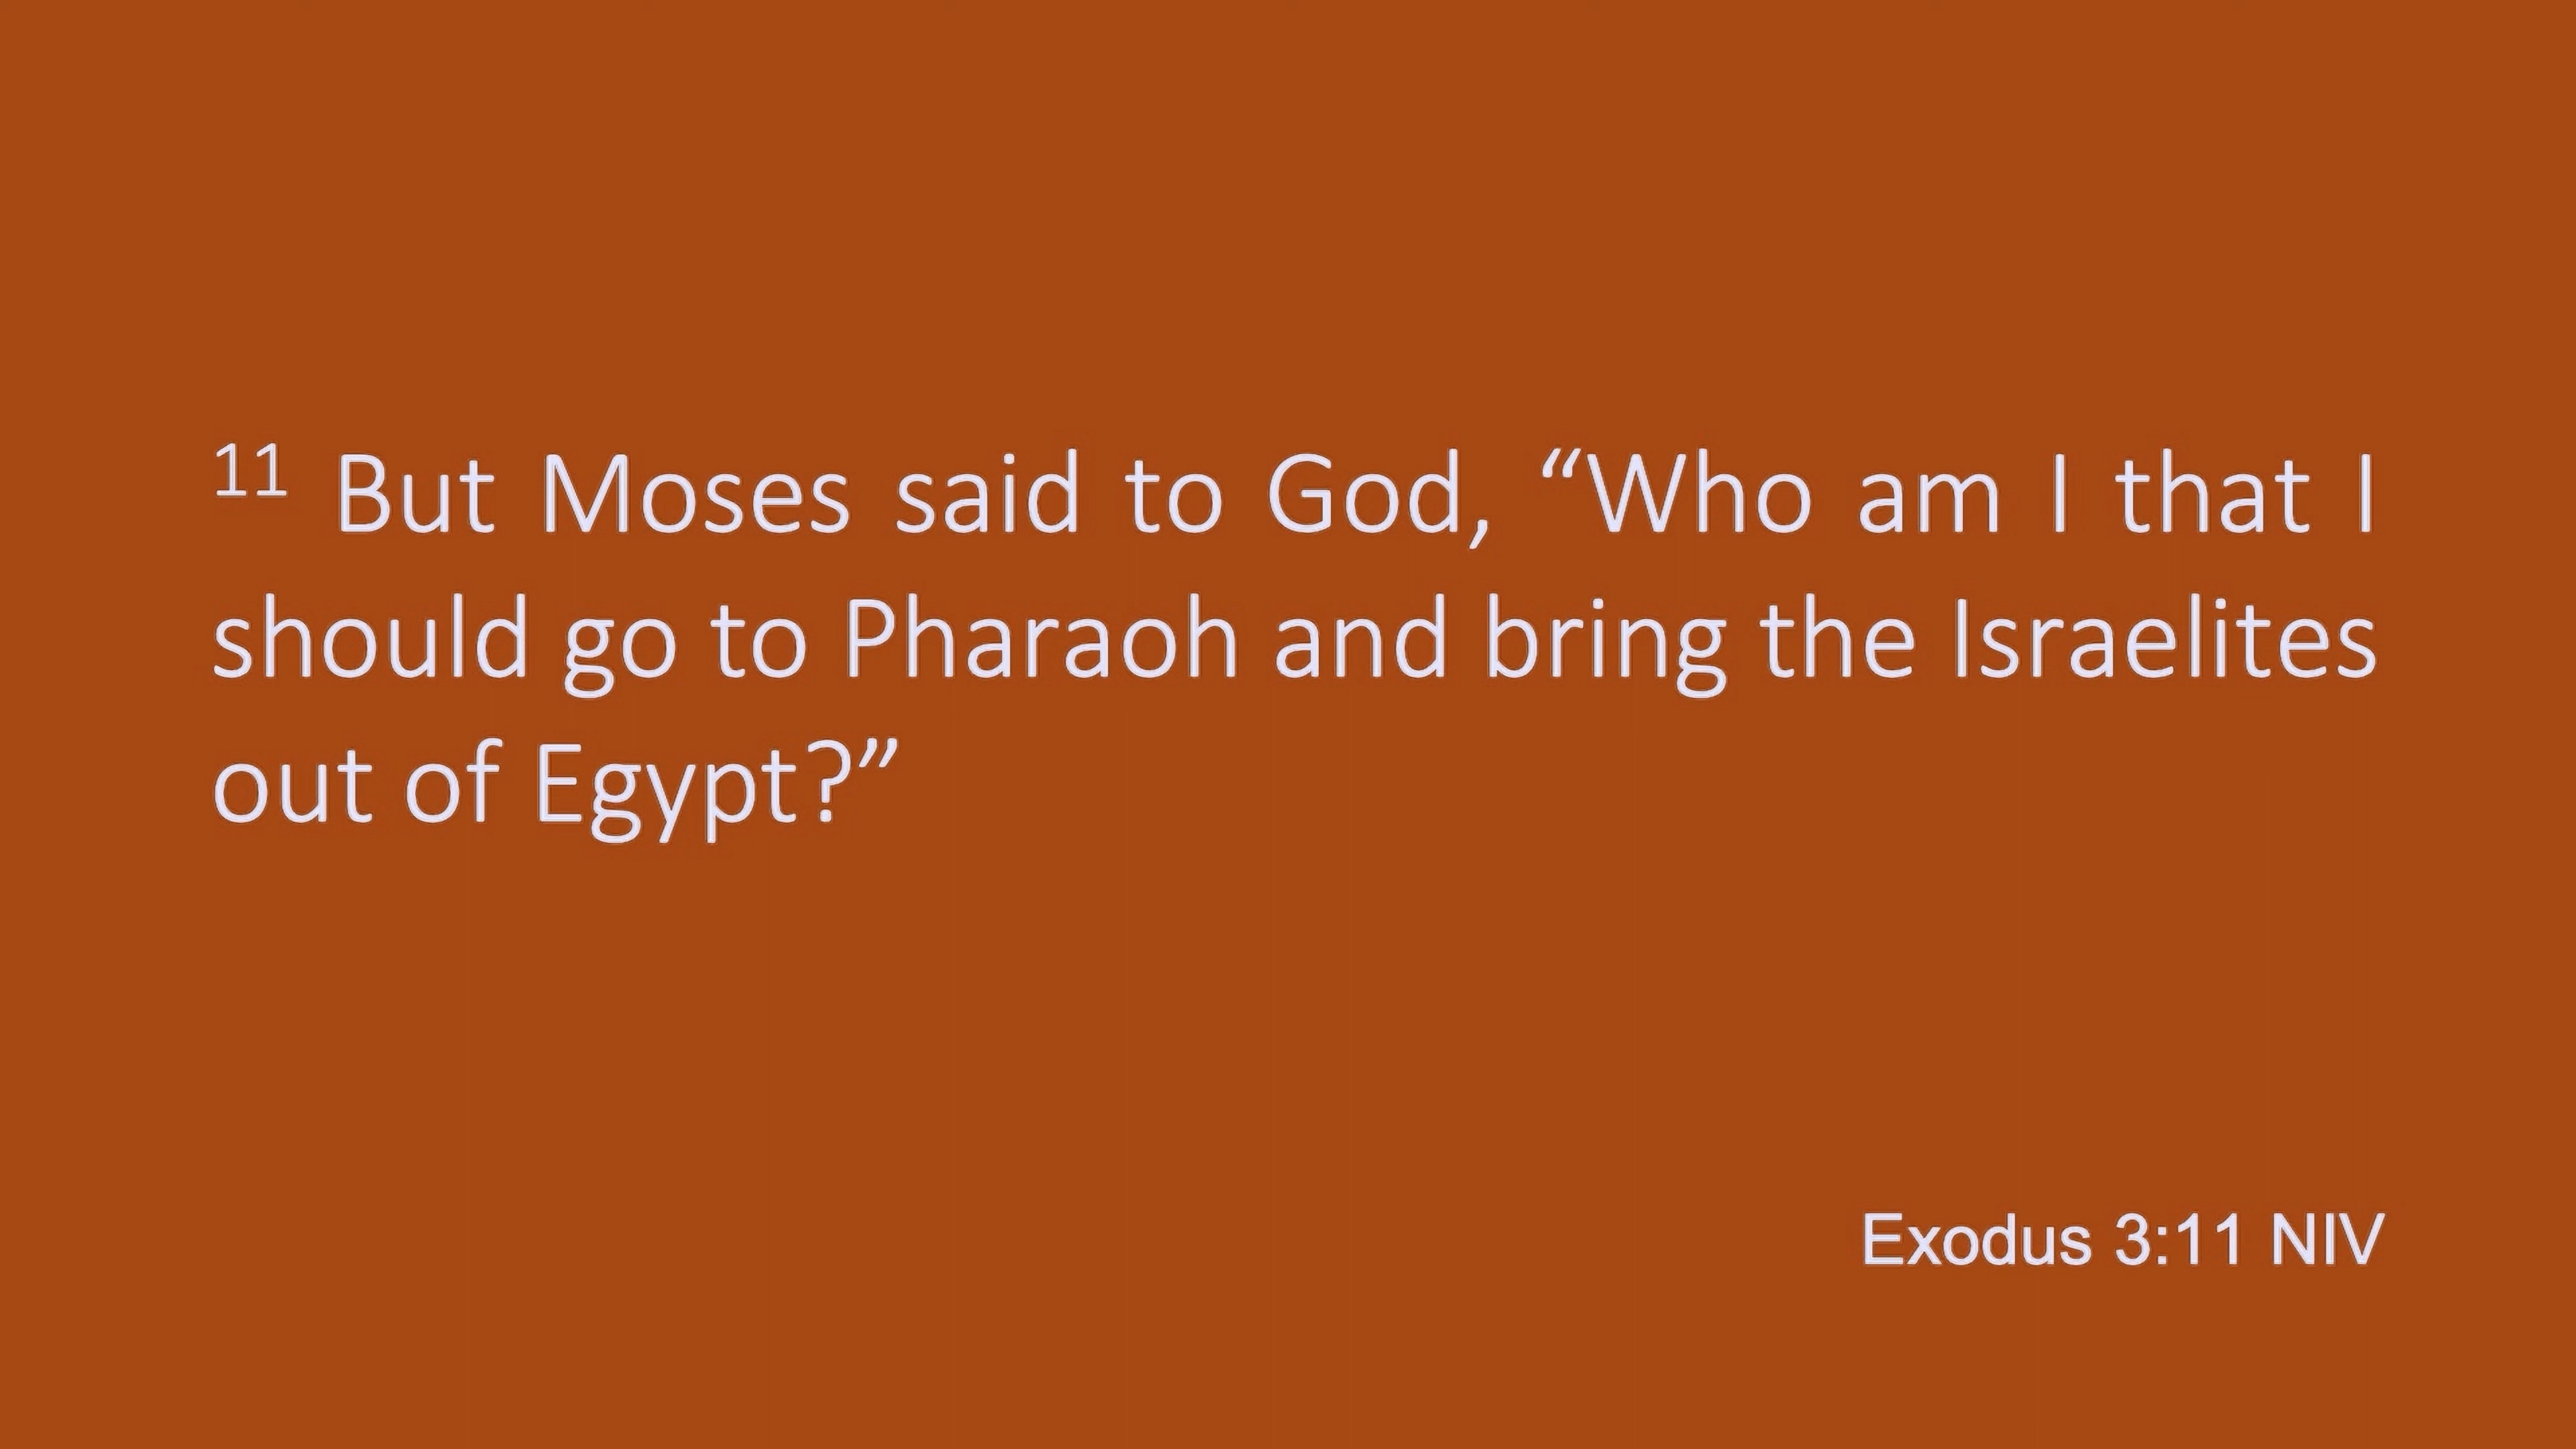 11 But Moses said to God, “Who am I that I
should go to Pharaoh and bring the Israelites
out of Egypt?”
Exodus 3:11 NIV